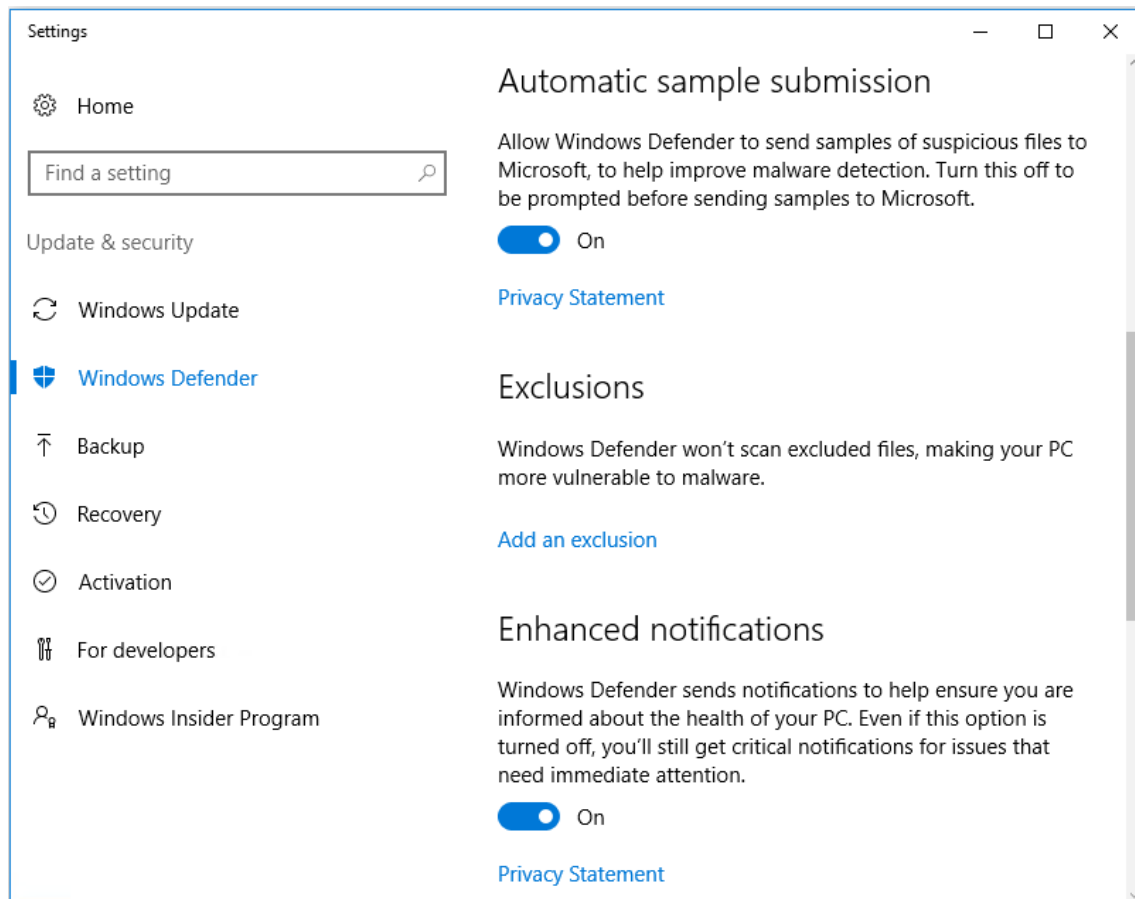 Settings
Home
Find a setting
Update & security
Windows Update
Windows Defender
Backup
Recovery
Activation
For developers
Windows Insider Program
Automatic sample submission
Allow Windows Defender to send samples of suspicious files to
Microsoft, to help improve malware detection. Turn this off to
be prompted before sending samples to Microsoft.
On
Privacy Statement
Exclusions
Windows Defender won’t scan excluded files, making your PC
more vulnerable to malware.
Add an exclusion
Enhanced notifications
Windows Defender sends notifications to help ensure you are
informed about the health of your PC. Even if this option is
turned off, you’ll still get critical notifications for issues that
need immediate attention.
On
Privacy Statement